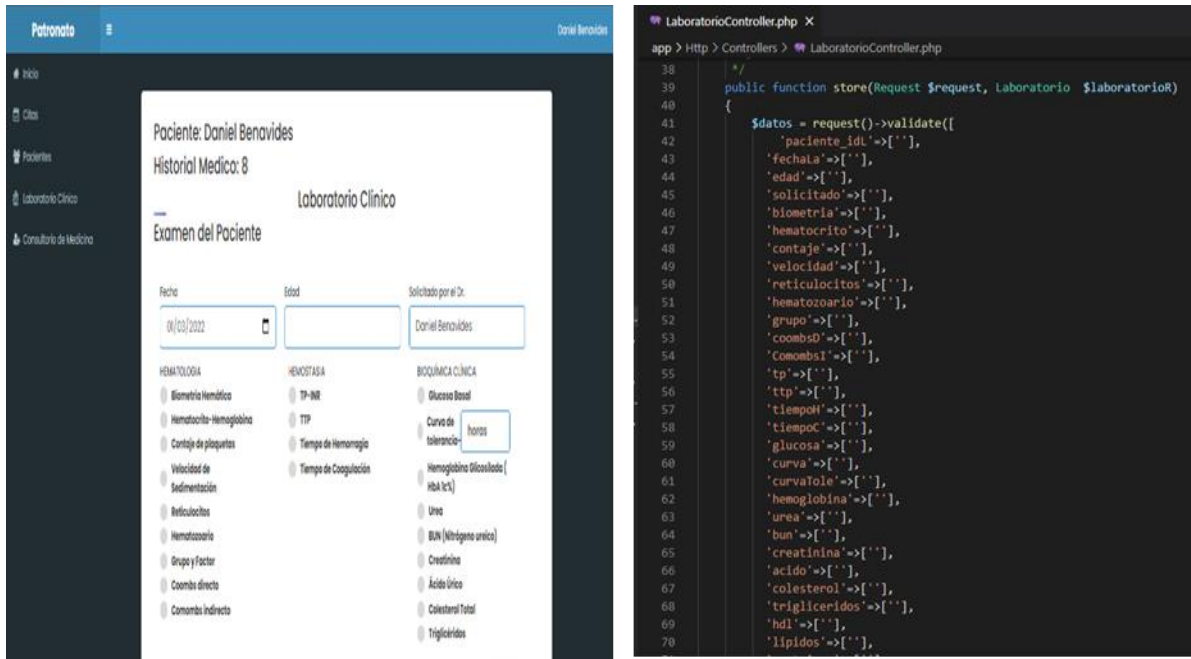 Patronato
Daniel Benavides
Inicio
Citas
Pacientes
Laboratorio Clinico
Consultorio de Medicina
Paciente: Daniel Benavides
Historial Medico: 8
Laboratorio Clinico
Examen del Paciente
Fecha Edad Solicitado por el Dr.
01/03/2022 Daniel Benavides
HEMATOLOGIA
Biometria Hemática
Hematocrito-Hemoglobina
Contaje de plaquetas
Velocidad de
Sedimentación
Reticulocitos
Hematozoario
Grupo y Factor
Coombs directo
Comombs indirecto
HEMOSTASIA
TP-INR
TTP
Tiempo de Hemorragia
Tiempo de Coagulación
BIOQUÍMICA CLÍNICA
Glucosa Basal
Curva de
tolerancia- horas
Hemoglobina Glicosilada (
HbA 1c%)
Urea
BUN (Nitrógeno ureico)
Creatinina
Ácido Úrico
Colesterol Total
Triglicéridos
LaboratorioController.php ×
app > Http > Controllers > LaboratorioController.php
38 */
39 public function store(Request $request, Laboratorio $laboratorioR)
40 {
41 $datos = request()->validate([
42 'paciente_idL'=>[''],
43 'fechaLa'=>[''],
44 'edad'=>[''],
45 'solicitado'=>[''],
46 'biometria'=>[''],
47 'hematocrito'=>[''],
48 'contaje'=>[''],
49 'velocidad'=>[''],
50 'reticulocitos'=>[''],
51 'hematozoario'=>[''],
52 'grupo'=>[''],
53 'coombsD'=>[''],
54 'ComombsI'=>[''],
55 'tp'=>[''],
56 'ttp'=>[''],
57 'tiempoH'=>[''],
58 'tiempoC'=>[''],
59 'glucosa'=>[''],
60 'curva'=>[''],
61 'curvaTole'=>[''],
62 'hemoglobina'=>[''],
63 'urea'=>[''],
64 'bun'=>[''],
65 'creatinina'=>[''],
66 'acido'=>[''],
67 'colesterol'=>[''],
68 'trigliceridos'=>[''],
69 'hdl'=>[''],
70 'lipidos'=>[''],